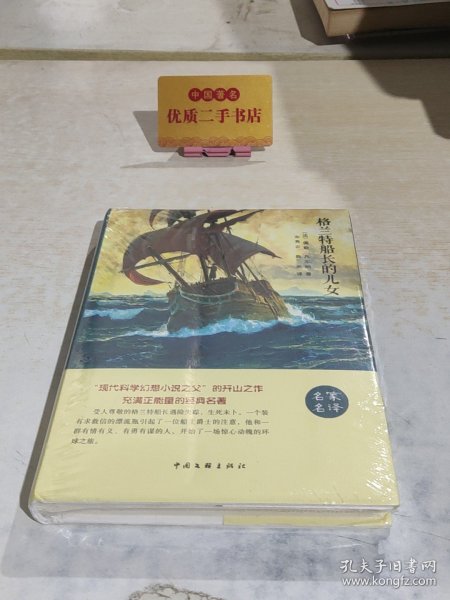 中国著名
优质二手书店
格兰特船长的儿女
"现代科学幻想小说之父"的开山之作
充满正能量的经典名著
受人尊敬的格兰特船长遇险失踪，生死未卜。一个装
有求救信的漂流瓶引起了一位船主爵士的注意，他和一
群有情有义、有勇有谋的人，开始了一场惊心动魄的环
球之旅。
名家
名译
中国文联出版社
孔夫子旧书网
www.kongfz.com